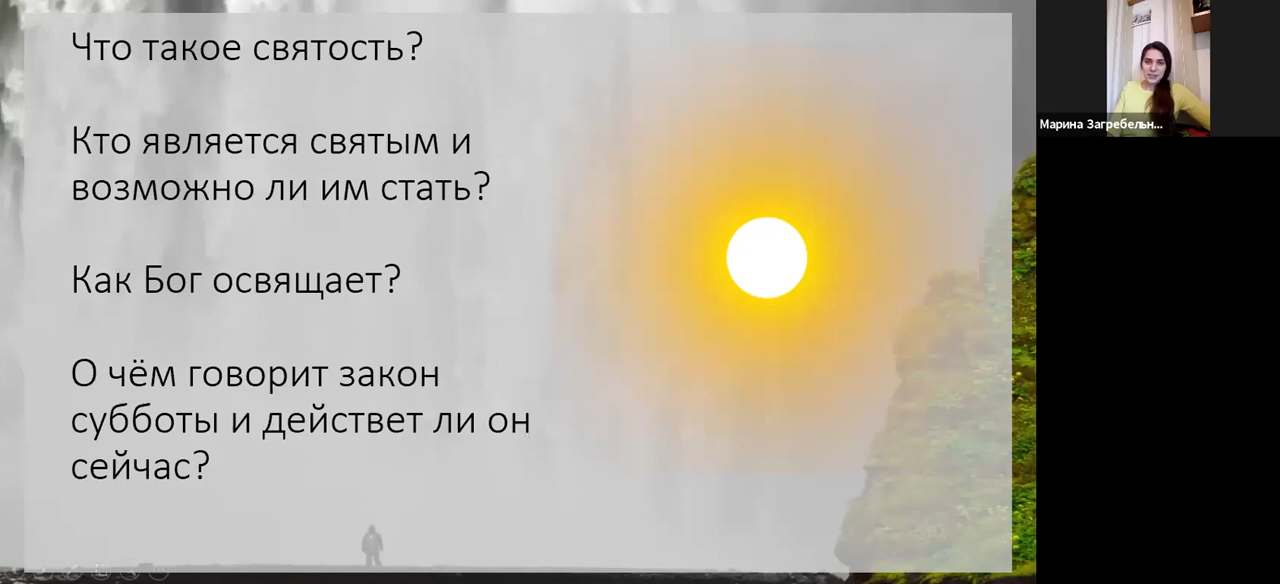 Что такое святость?
Кто является святым и
возможно ли им стать?
Как Бог освящает?
О чём говорит закон
субботы и действет ли он
сейчас?
Марина Загребельн...